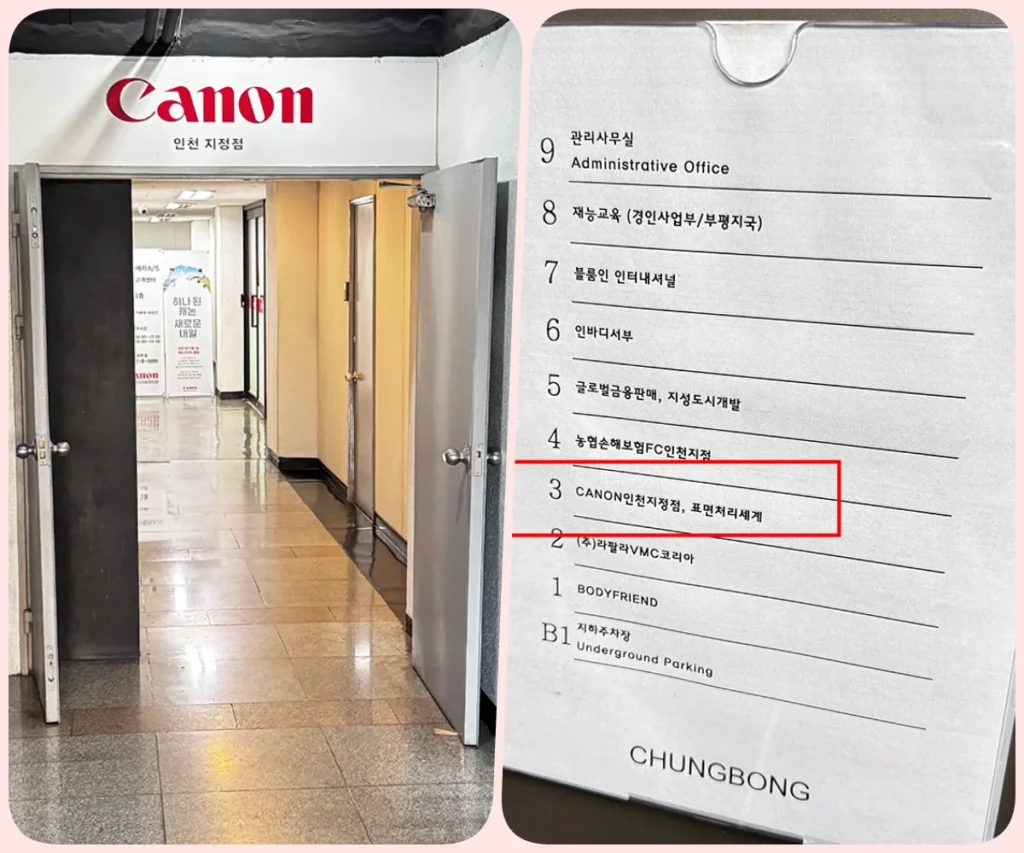 Canon
인천 지정점
하나 된
캐논
새로운
내일
Canon
9 관리사무실
Administrative Office
8 재능교육 (경인사업부/부평지국)
7 블룸인 인터내셔널
6 인바디서부
5 글로벌금융판매, 지성도시개발
4 농협손해보험FC인천지점
3 CANON인천지정점, 표면처리세계
2 (주)라팔라VMC코리아
1 BODYFRIEND
B1 지하주차장
Underground Parking
CHUNGBONG